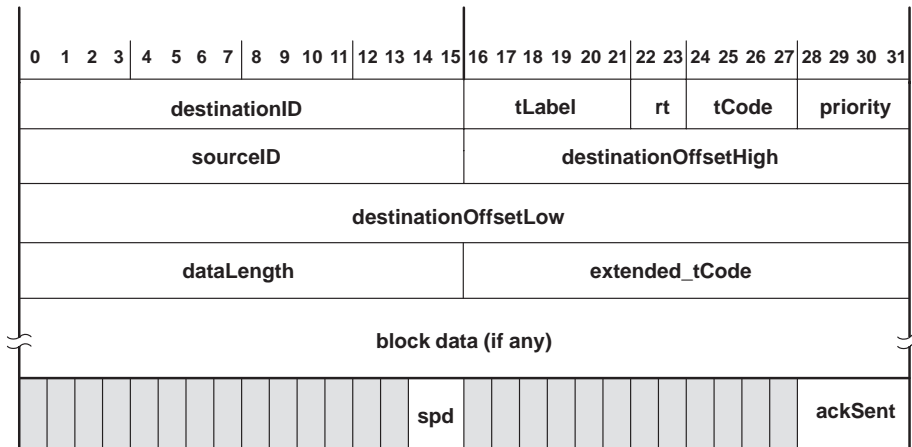 0 1 2 3 4 5 6 7 8 9 10 11 12 13 14 15 16 17 18 19 20 21 22 23 24 25 26 27 28 29 30 31
destinationID tLabel rt tCode priority
sourceID destinationOffsetHigh
destinationOffsetLow
dataLength extended_tCode
block data (if any)
spd ackSent